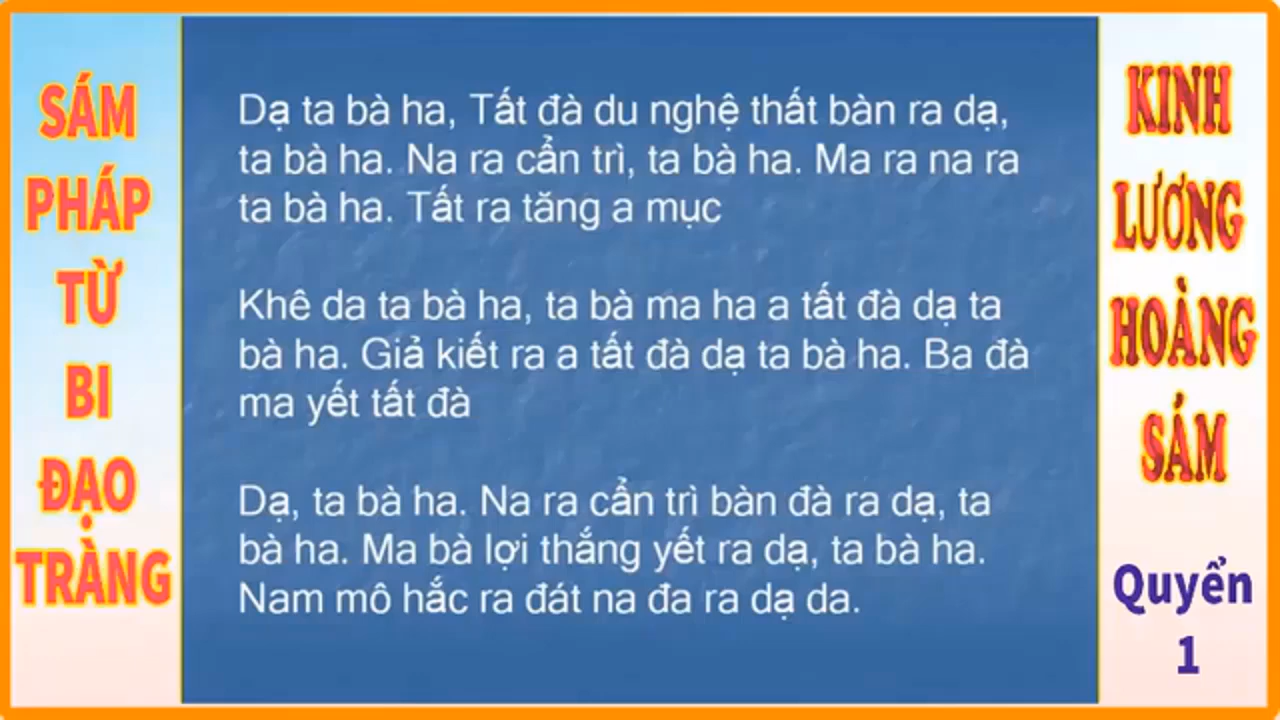 SÁM
PHÁP
TỪ
BI
ĐẠO
TRÀNG
Dạ ta bà ha, Tất đà du nghệ thất bàn ra dạ,
ta bà ha. Na ra cẩn trì, ta bà ha. Ma ra na ra
ta bà ha. Tất ra tăng a mục
Khê da ta bà ha, ta bà ma ha a tất đà dạ ta
bà ha. Giả kiết ra a tất đà dạ ta bà ha. Ba đà
ma yết tất đà
Dạ, ta bà ha. Na ra cẩn trì bàn đà ra dạ, ta
bà ha. Ma bà lợi thắng yết ra dạ, ta bà ha.
Nam mô hắc ra đát na đa ra dạ da.
KINH
LƯƠNG
HOÀNG
SÁM
Quyển
1